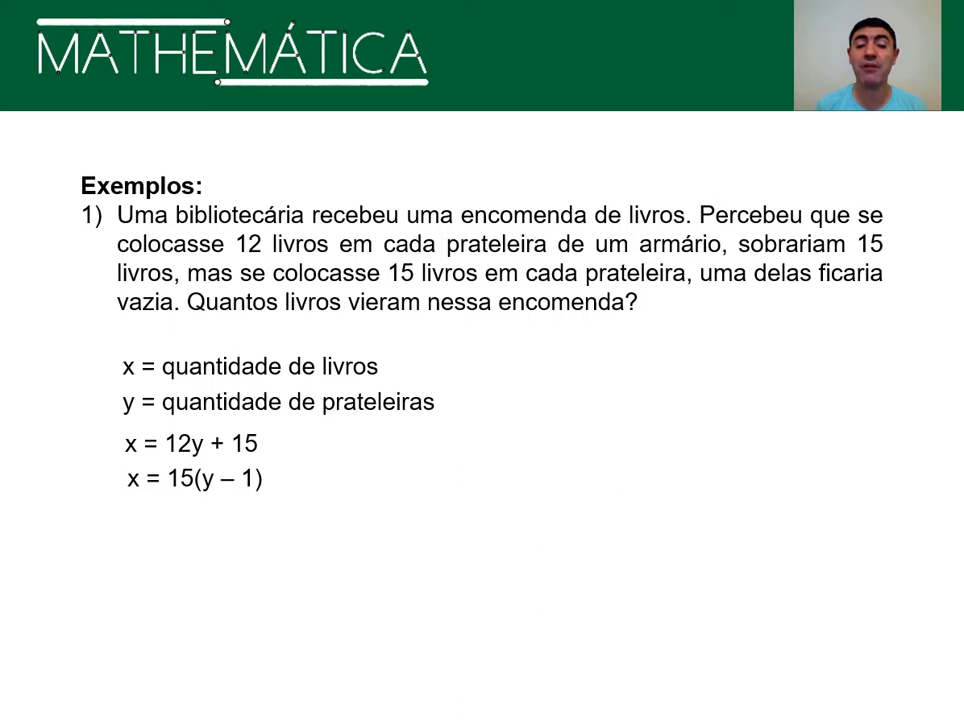 MATHEMÁTICA
Exemplos:
1) Uma bibliotecária recebeu uma encomenda de livros. Percebeu que se
colocasse 12 livros em cada prateleira de um armário, sobrariam 15
livros, mas se colocasse 15 livros em cada prateleira, uma delas ficaria
vazia. Quantos livros vieram nessa encomenda?
x = quantidade de livros
y = quantidade de prateleiras
x = 12y + 15
x = 15(y – 1)